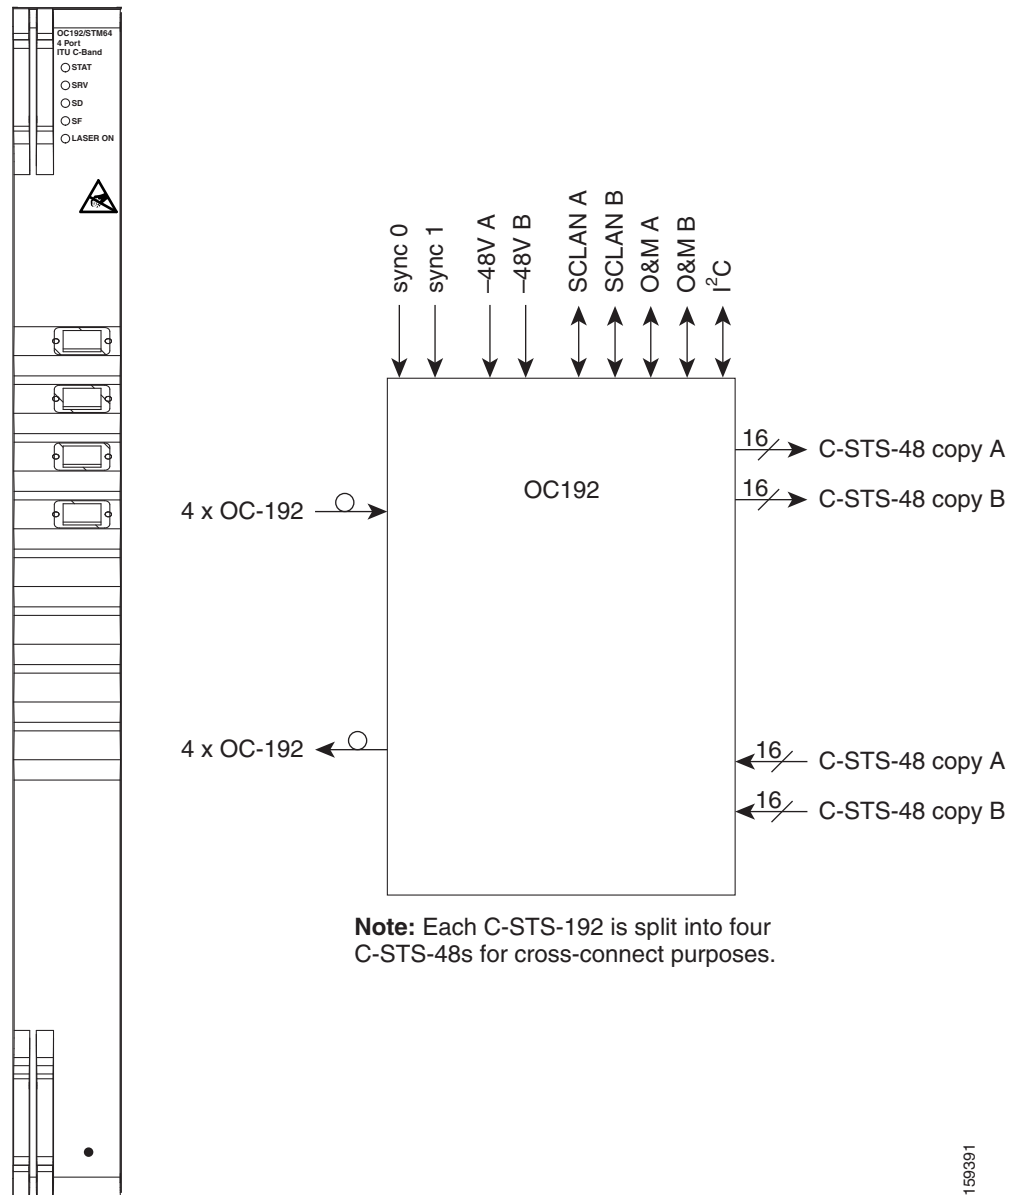 OC192/STM64
4 Port
ITU C-Band
STAT
SRV
SD
SF
LASER ON
sync 0
sync 1
–48V A
–48V B
SCLAN A
SCLAN B
O&M A
O&M B
I²C
16
C-STS-48 copy A
OC192
16
C-STS-48 copy B
4 x OC-192
4 x OC-192
16
C-STS-48 copy A
16
C-STS-48 copy B
Note: Each C-STS-192 is split into four
C-STS-48s for cross-connect purposes.
159391